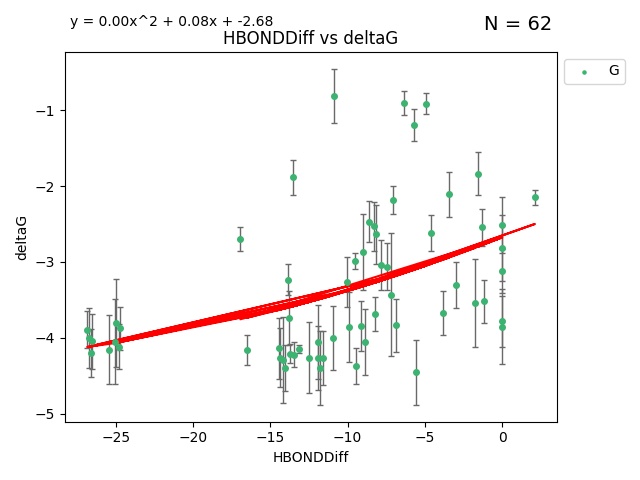 y = 0.00x^2 + 0.08x + -2.68
N = 62
HBONDDiff vs deltaG
G
deltaG
−1
−2
−3
−4
−5
−25
−20
−15
−10
−5
0
HBONDDiff